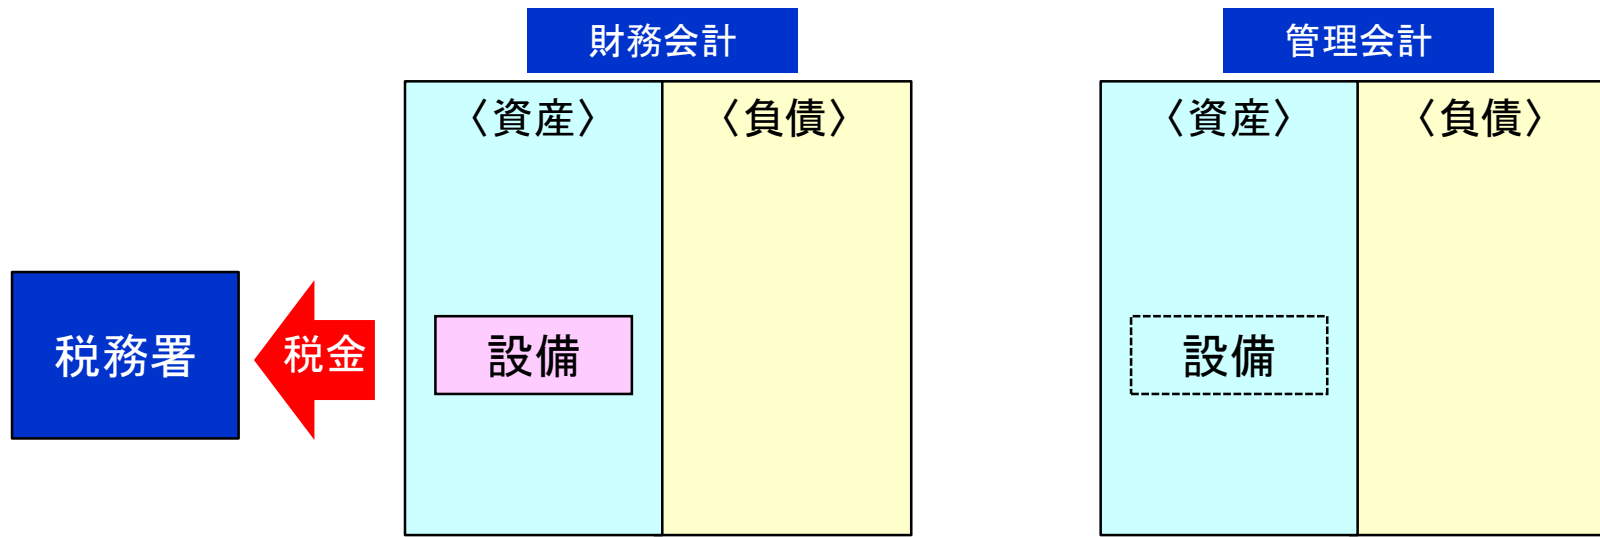 財務会計
管理会計
〈資産〉
〈負債〉
〈資産〉
〈負債〉
税務署
税金
設備
設備